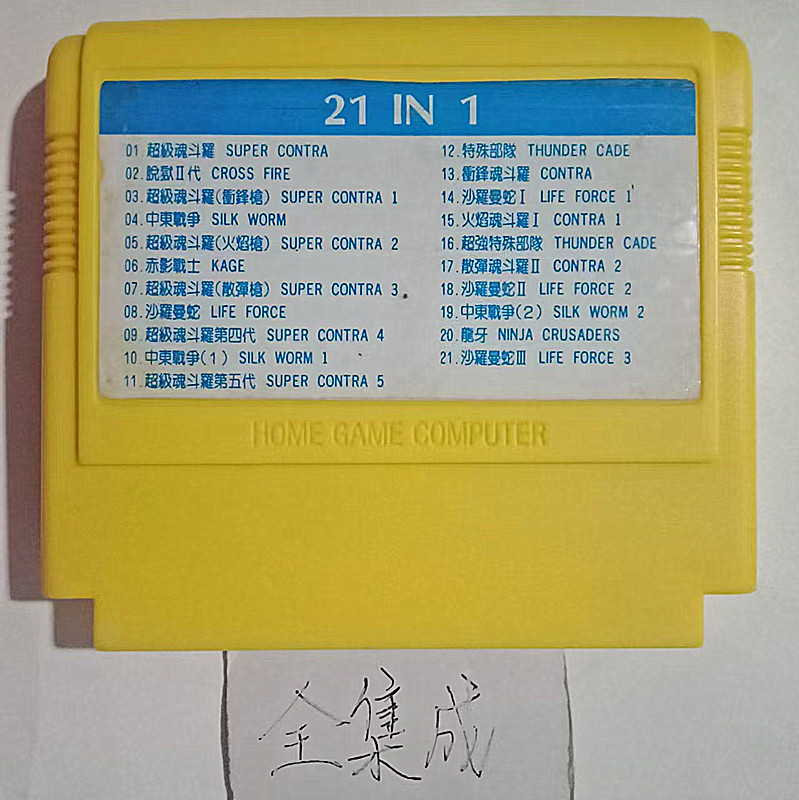 21 IN 1
01.超級魂斗羅 SUPER CONTRA
02.脫獄II代 CROSS FIRE
03.超級魂斗羅(衝鋒槍) SUPER CONTRA 1
04.中東戰爭 SILK WORM
05.超級魂斗羅(火焰槍) SUPER CONTRA 2
06.赤影戰士 KAGE
07.超級魂斗羅(散彈槍) SUPER CONTRA 3
08.沙羅曼蛇 LIFE FORCE
09.超級魂斗羅第四代 SUPER CONTRA 4
10.中東戰爭(1) SILK WORM 1
11.超級魂斗羅第五代 SUPER CONTRA 5
12.特殊部隊 THUNDER CADE
13.衝鋒魂斗羅 CONTRA
14.沙羅曼蛇I LIFE FORCE 1
15.火焰魂斗羅I CONTRA 1
16.超強特殊部隊 THUNDER CADE
17.散彈魂斗羅II CONTRA 2
18.沙羅曼蛇II LIFE FORCE 2
19.中東戰爭(2) SILK WORM 2
20.龍牙 NINJA CRUSADERS
21.沙羅曼蛇III LIFE FORCE 3
HOME GAME COMPUTER
全集成